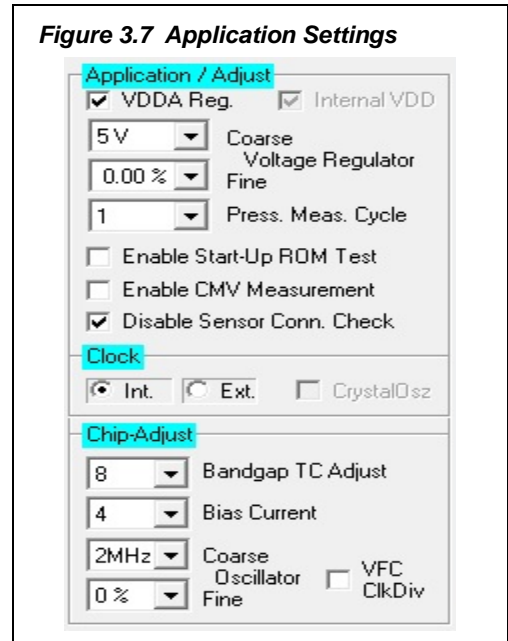 Figure 3.7 Application Settings
Application / Adjust
VDDA Reg. Internal VDD
5 V Coarse
Voltage Regulator
0.00 % Fine
1 Press. Meas. Cycle
Enable Start-Up ROM Test
Enable CMV Measurement
Disable Sensor Conn. Check
Clock
Int. Ext. CrystalOsz
Chip-Adjust
8 Bandgap TC Adjust
4 Bias Current
2MHz Coarse
Oscillator VFC
0 % Fine ClkDiv